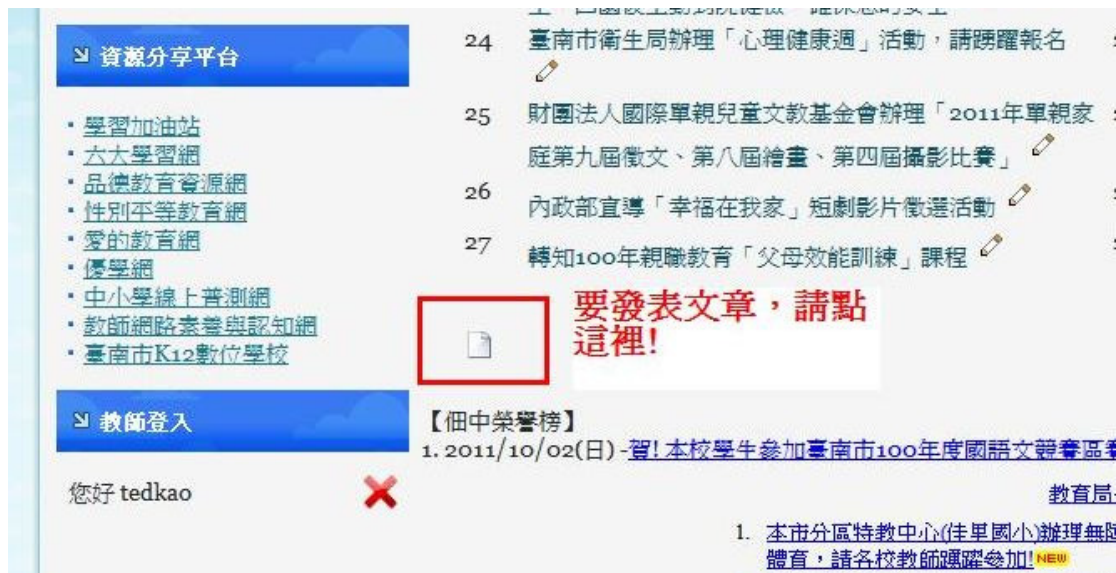 資源分享平台
學習加油站
六大學習網
品德教育資源網
性別平等教育網
愛的教育網
優學網
中小學線上普測網
教師網路素養與認知網
臺南市K12數位學校
教師登入
您好 tedkao
24 臺南市衛生局辦理「心理健康週」活動，請踴躍報名
25 財團法人國際單親兒童文教基金會辦理「2011年單親家
庭第九屆徵文、第八屆繪畫、第四屆攝影比賽」
26 內政部宣導「幸福在我家」短劇影片徵選活動
27 轉知100年親職教育「父母效能訓練」課程
要發表文章，請點
這裡!
【佃中榮譽榜】
1. 2011/10/02(日) -賀! 本校學生參加臺南市100年度國語文競賽區賽
教育局
1. 本市分區特教中心(佳里國小)辦理無障
體育，請各校教師踴躍參加! NEW